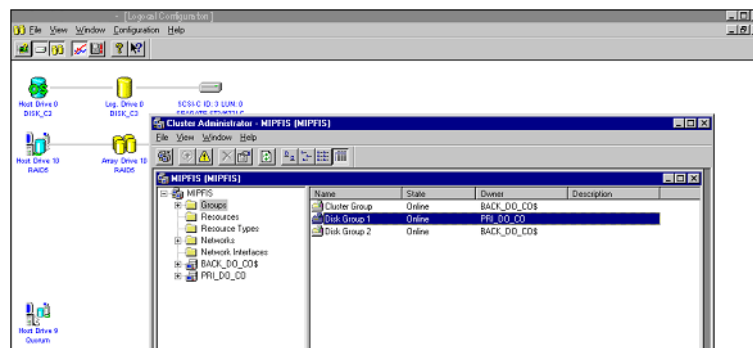 - [Logocal Configuration]
File View Window Configuration Help
Host Drive 0
DISK_C3
Log. Drive 0
DISK_C3
SCSI-C ID: 3 LUN: 0
Host Drive 10
RAID5
Array Drive 10
RAID5
Host Drive 9
Quorum
Cluster Administrator - MIPFIS (MIPFIS)
File View Window Help
MIPFIS (MIPFIS)
MIPFIS
Groups
Resources
Resource Types
Networks
Network Interfaces
BACK_DO_CO$
PRI_DO_CO
Name State Owner Description
Cluster Group Online BACK_DO_CO$
Disk Group 1 Online PRI_DO_CO
Disk Group 2 Online BACK_DO_CO$